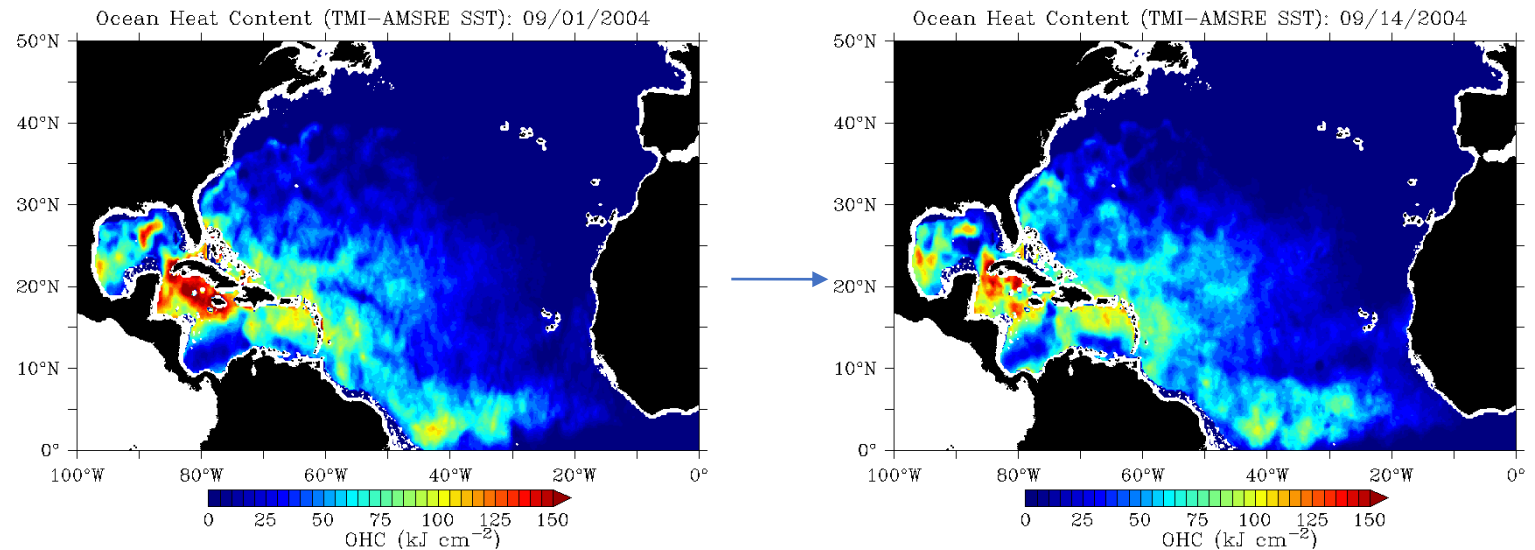 Ocean Heat Content (TMI−AMSRE SST): 09/01/2004
50°N
40°N
30°N
20°N
10°N
0°
100°W 80°W 60°W 40°W 20°W 0°
0 25 50 75 100 125 150
OHC (kJ cm⁻²)
Ocean Heat Content (TMI−AMSRE SST): 09/14/2004
50°N
40°N
30°N
20°N
10°N
0°
100°W 80°W 60°W 40°W 20°W 0°
0 25 50 75 100 125 150
OHC (kJ cm⁻²)